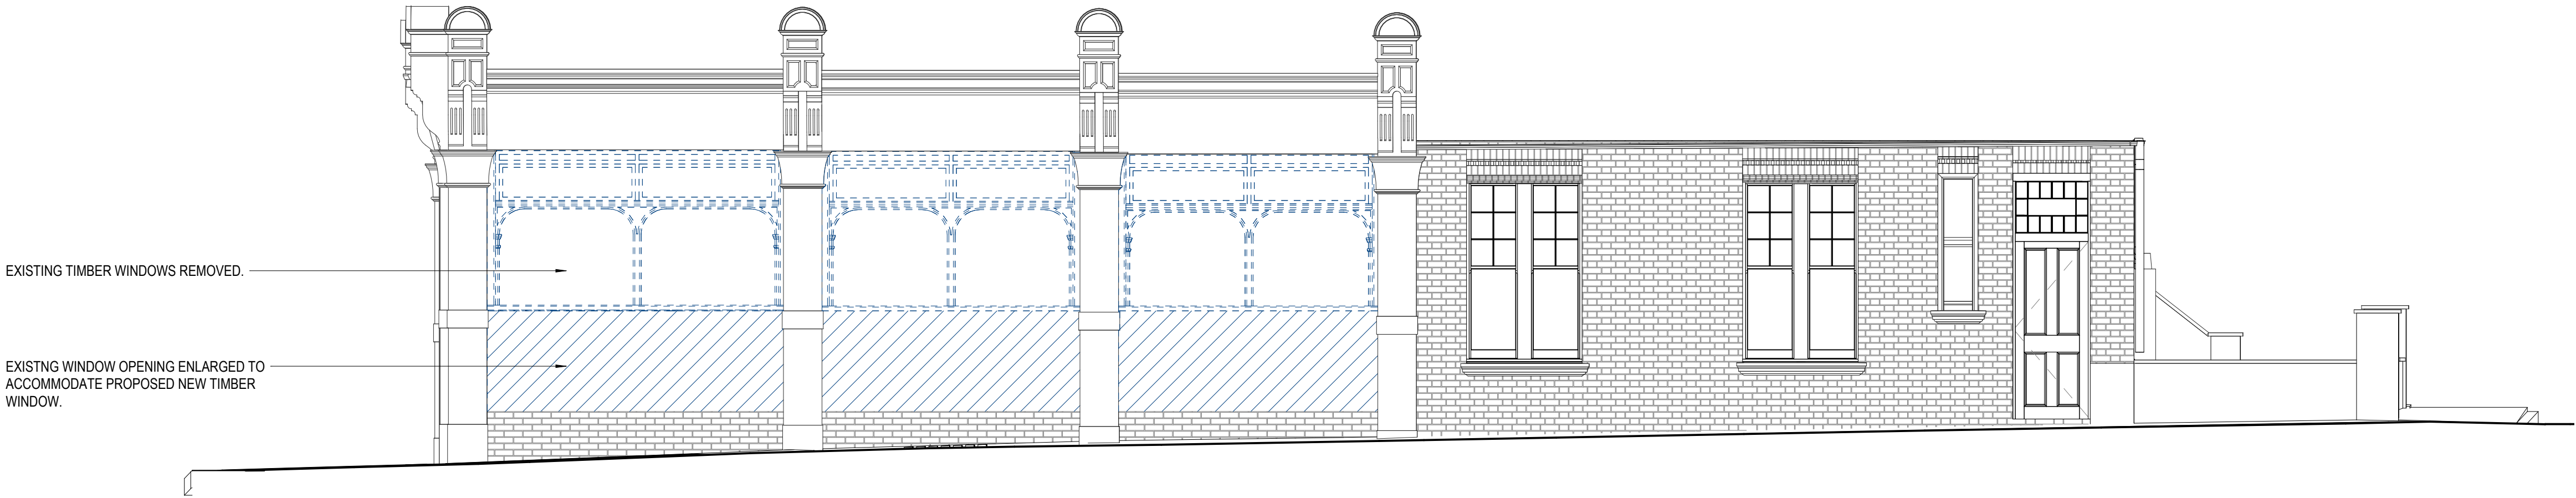 EXISTING TIMBER WINDOWS REMOVED.
EXISTNG WINDOW OPENING ENLARGED TO
ACCOMMODATE PROPOSED NEW TIMBER
WINDOW.